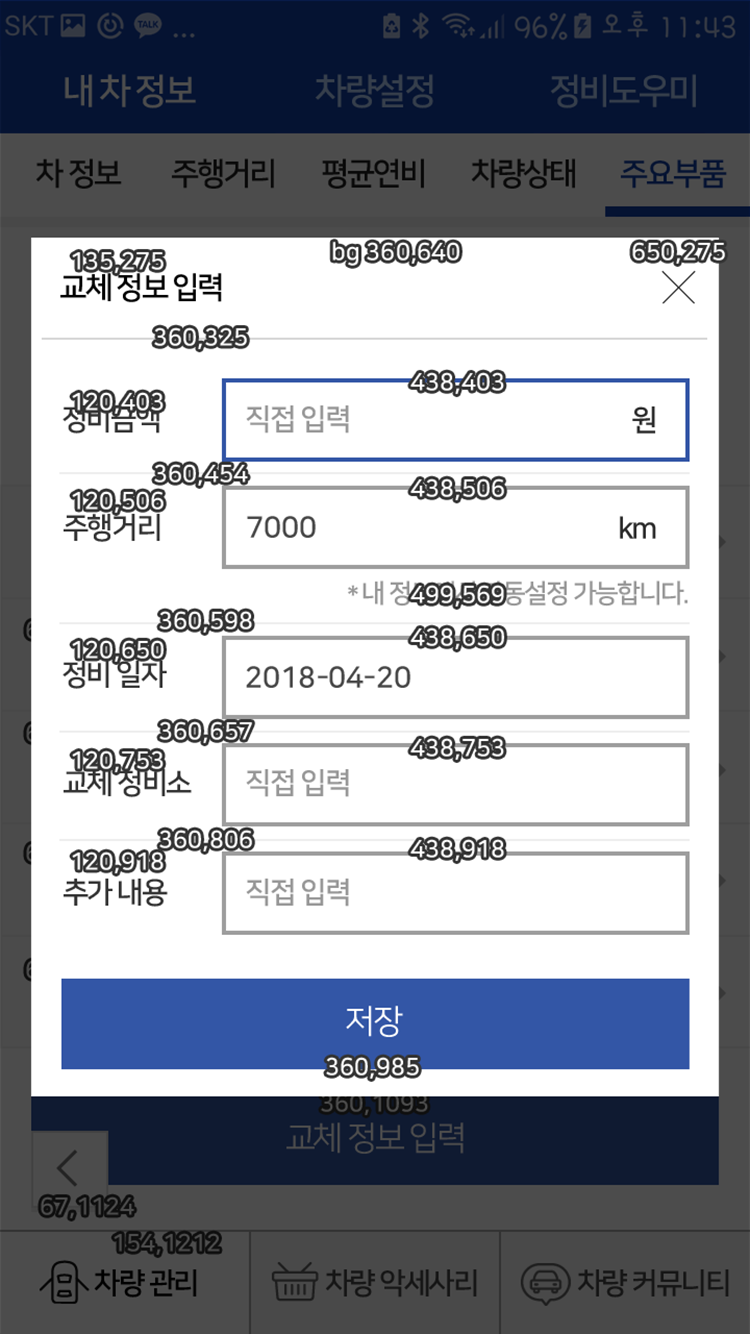 SKT TALK ... 96% 오후 11:43
내 차 정보 차량설정 정비도우미
차 정보 주행거리 평균연비 차량상태 주요부품
135,275 bg 360,640 650,275
교체 정보 입력
360,325
438,403
120,403
정비금액 직접 입력 원
360,454
438,506
120,506
주행거리 7000 km
* 내 정 499,569 동설정 가능합니다.
360,598
438,650
120,650
정비 일자 2018-04-20
360,657
438,753
120,753
교체 정비소 직접 입력
360,806
438,918
120,918
추가 내용 직접 입력
저장
360,985
360,1093
교체 정보 입력
67,1124
154,1212
차량 관리 차량 악세사리 차량 커뮤니티